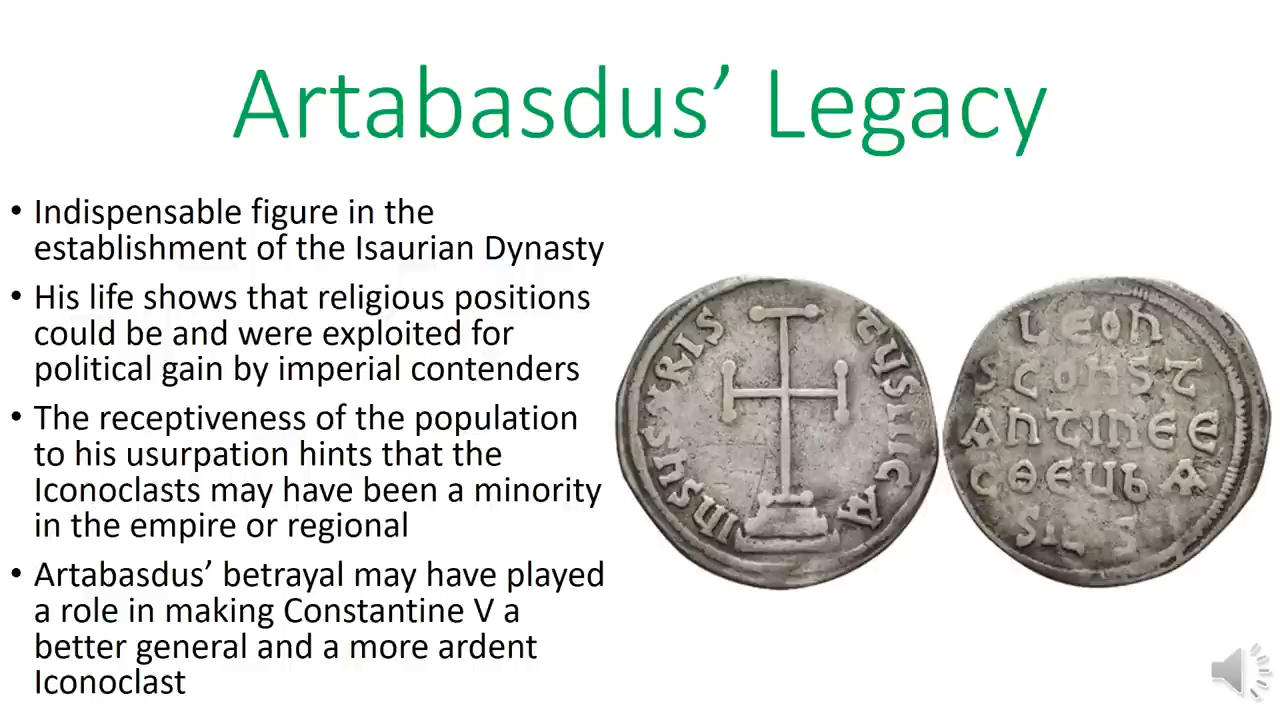 Artabasdus’ Legacy
• Indispensable figure in the
establishment of the Isaurian Dynasty
• His life shows that religious positions
could be and were exploited for
political gain by imperial contenders
• The receptiveness of the population
to his usurpation hints that the
Iconoclasts may have been a minority
in the empire or regional
• Artabasdus’ betrayal may have played
a role in making Constantine V a
better general and a more ardent
Iconoclast
LEON
SCONST
ANTINEE
CΘEUbA